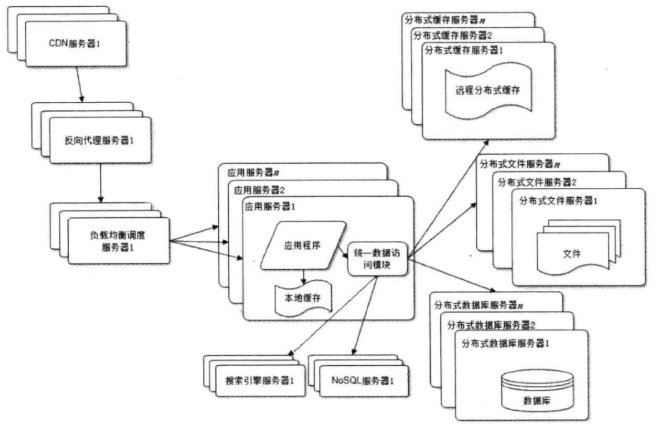 CDN服务器1
反向代理服务器1
负载均衡调度
服务器1
应用服务器n
应用服务器2
应用服务器1
应用程序
统一数据访
问模块
本地缓存
搜索引擎服务器1
NoSQL服务器1
分布式缓存服务器n
分布式缓存服务器2
分布式缓存服务器1
远程分布式缓存
分布式文件服务器n
分布式文件服务器2
分布式文件服务器1
文件
分布式数据库服务器n
分布式数据库服务器2
分布式数据库服务器1
数据库